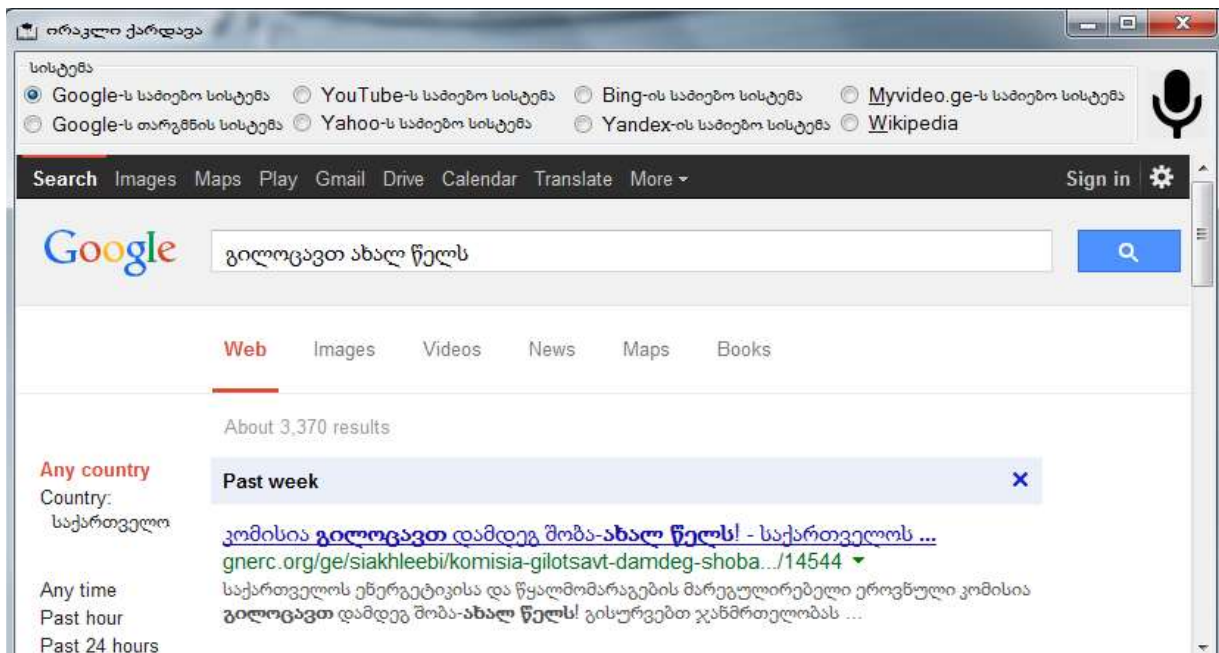 ირაკლი ქარდავა
სისტემა
Google-ს საძიებო სისტემა YouTube-ს საძიებო სისტემა Bing-ის საძიებო სისტემა Myvideo.ge-ს საძიებო სისტემა
Google-ს თარგმნის სისტემა Yahoo-ს საძიებო სისტემა Yandex-ის საძიებო სისტემა Wikipedia
Search Images Maps Play Gmail Drive Calendar Translate More Sign in
Google გილოცავთ ახალ წელს
Web Images Videos News Maps Books
About 3,370 results
Any country
Country:
საქართველო
Any time
Past hour
Past 24 hours
Past week
კომისია გილოცავთ დამდეგ შობა-ახალ წელს! - საქართველოს ...
gnerc.org/ge/siakhleebi/komisia-gilotsavt-damdeg-shoba.../14544
საქართველოს ენერგეტიკისა და წყალმომარაგების მარეგულირებელი ეროვნული კომისია
გილოცავთ დამდეგ შობა-ახალ წელს! გისურვებთ ჯანმრთელობას ...